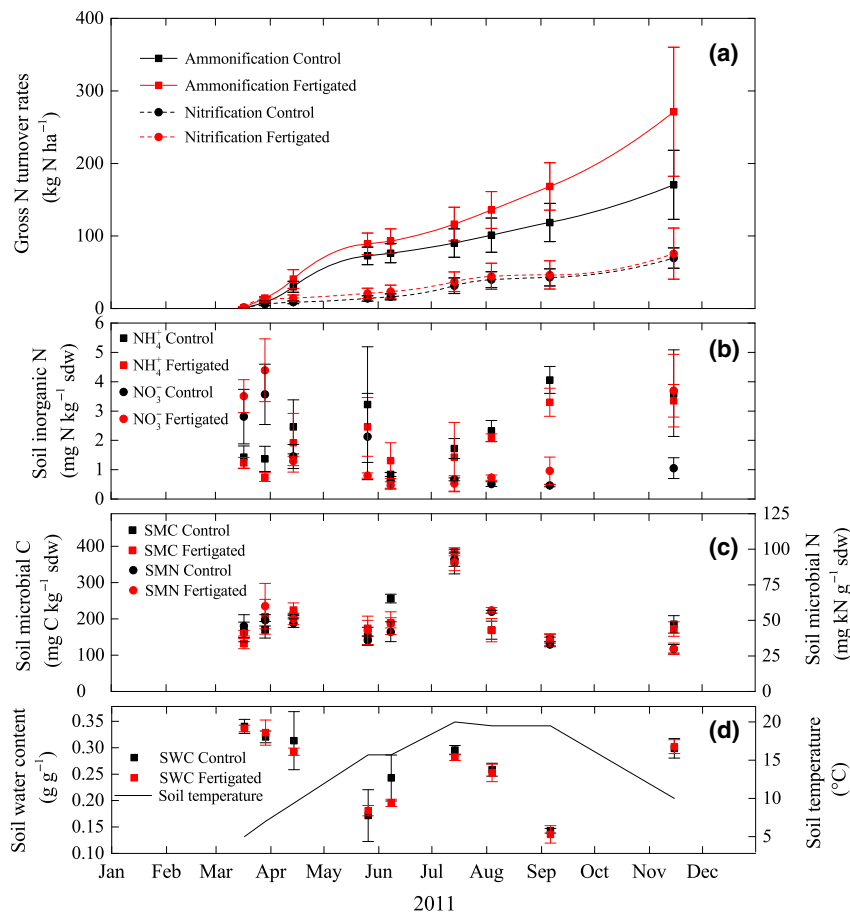 (a)
Ammonification Control
Ammonification Fertigated
Nitrification Control
Nitrification Fertigated
Gross N turnover rates
(kg N ha⁻¹)
400
300
200
100
0
(b)
NH₄⁺ Control
NH₄⁺ Fertigated
NO₃⁻ Control
NO₃⁻ Fertigated
Soil inorganic N
(mg N kg⁻¹ sdw)
6
5
4
3
2
1
0
(c)
SMC Control
SMC Fertigated
SMN Control
SMN Fertigated
Soil microbial C
(mg C kg⁻¹ sdw)
400
300
200
100
0
125
100
75
50
25
0
Soil microbial N
(mg kN g⁻¹ sdw)
(d)
SWC Control
SWC Fertigated
Soil temperature
Soil water content
(g g⁻¹)
0.35
0.30
0.25
0.20
0.15
0.10
20
15
10
5
Soil temperature
(°C)
Jan Feb Mar Apr May Jun Jul Aug Sep Oct Nov Dec
2011